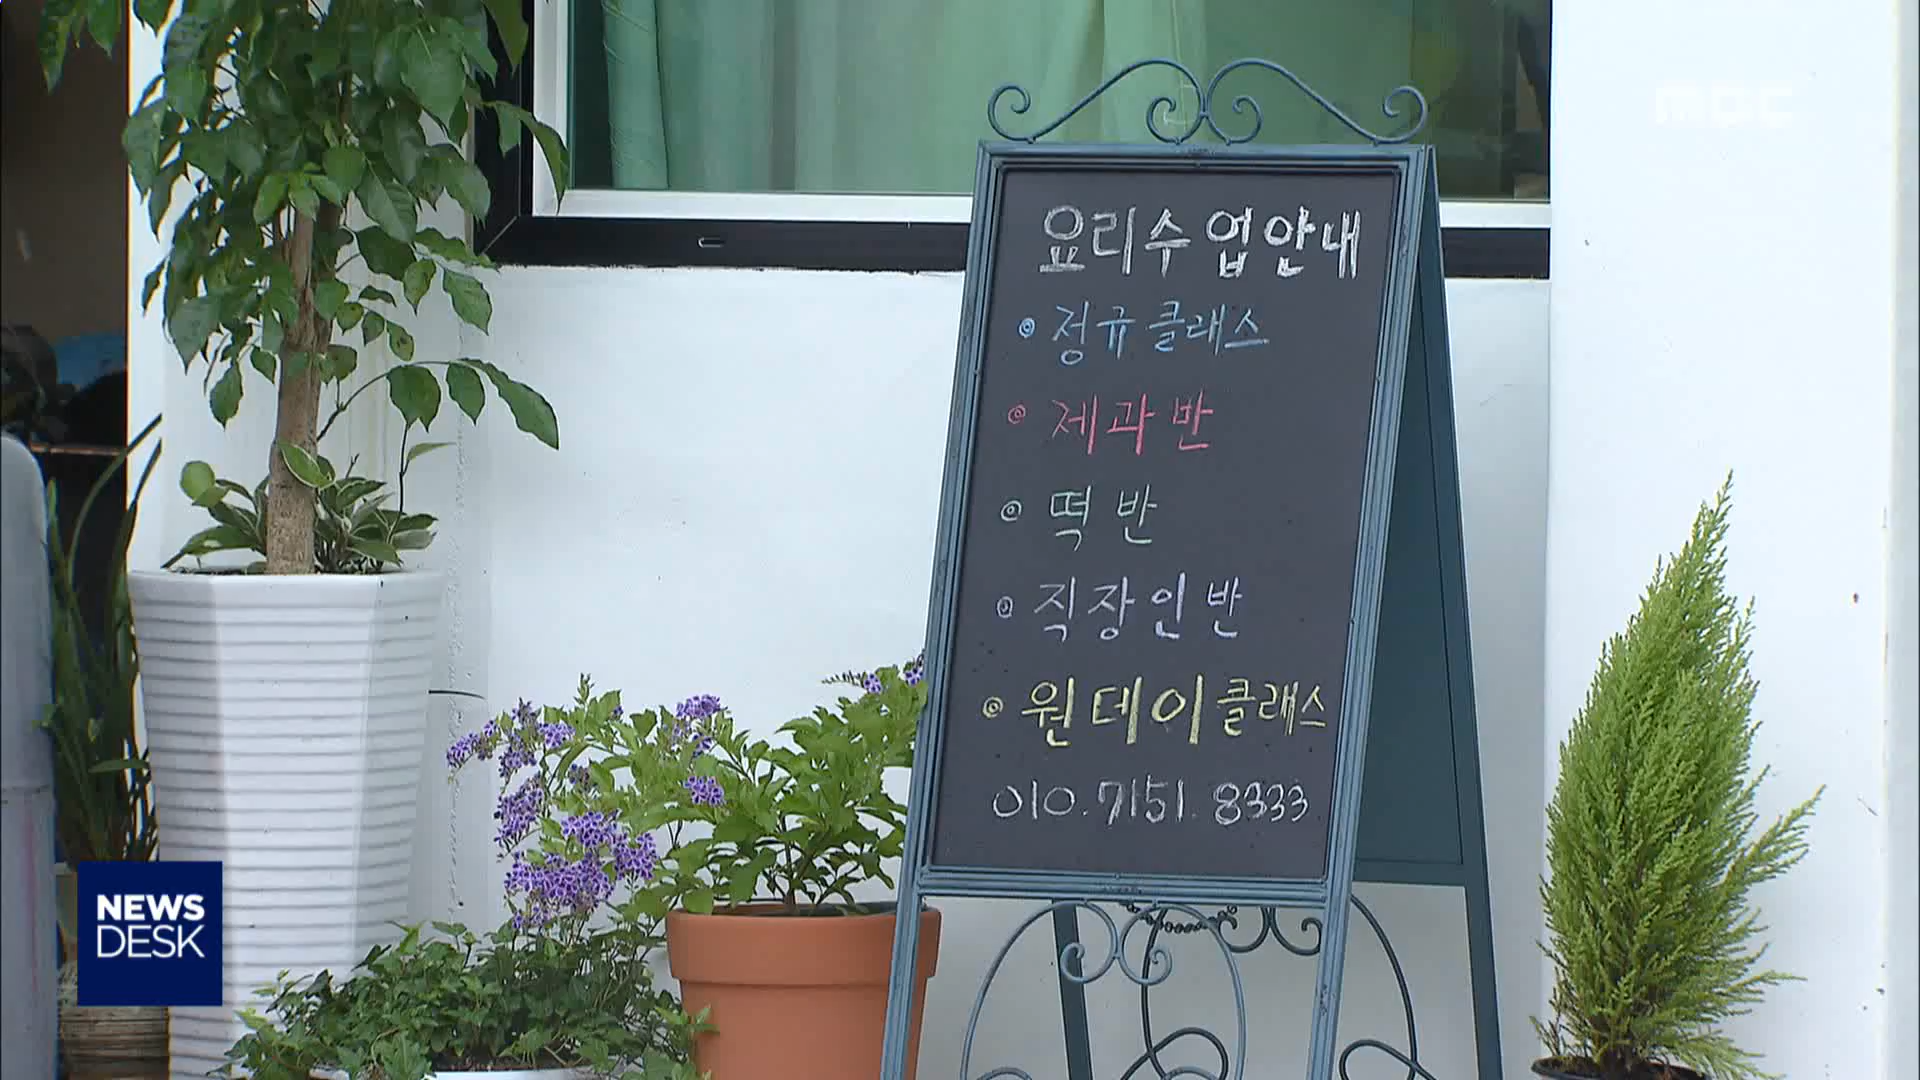 mbc
요리수업안내
◎ 정규클래스
◎ 제과반
◎ 떡반
◎ 직장인반
◎ 원데이클래스
010.7151.8333
NEWS
DESK